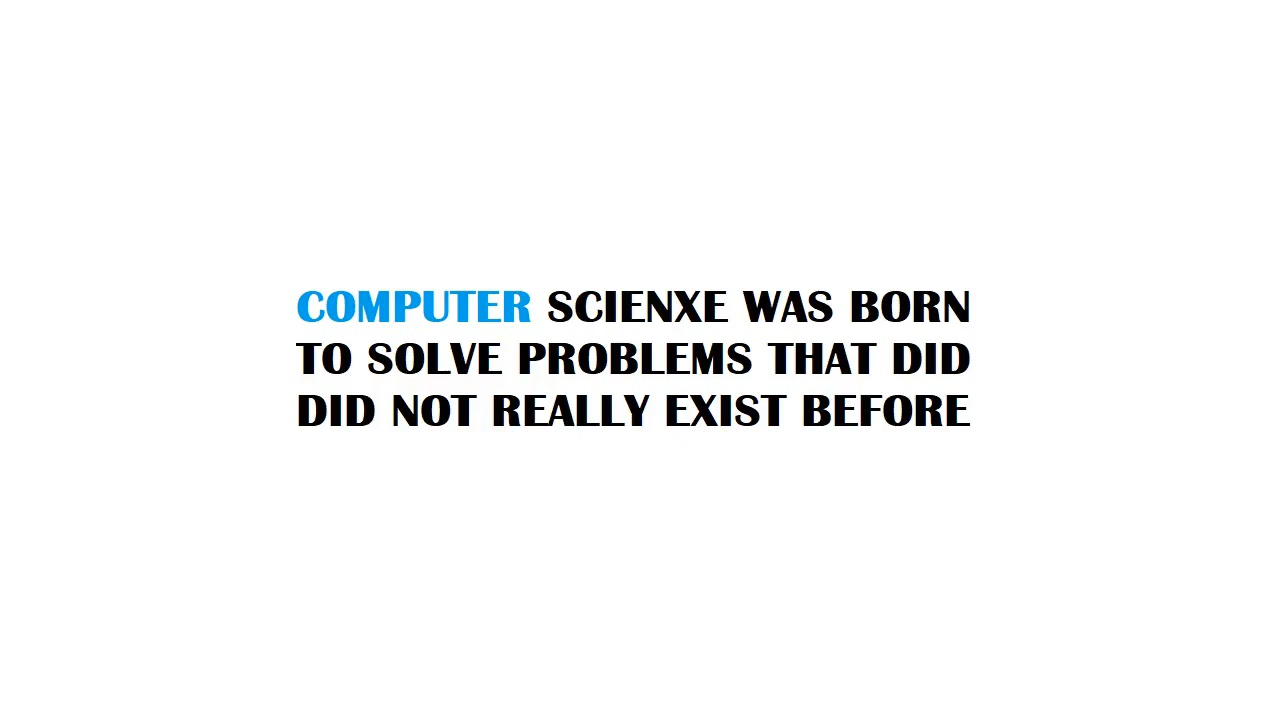 COMPUTER SCIENXE WAS BORN
TO SOLVE PROBLEMS THAT DID
DID NOT REALLY EXIST BEFORE